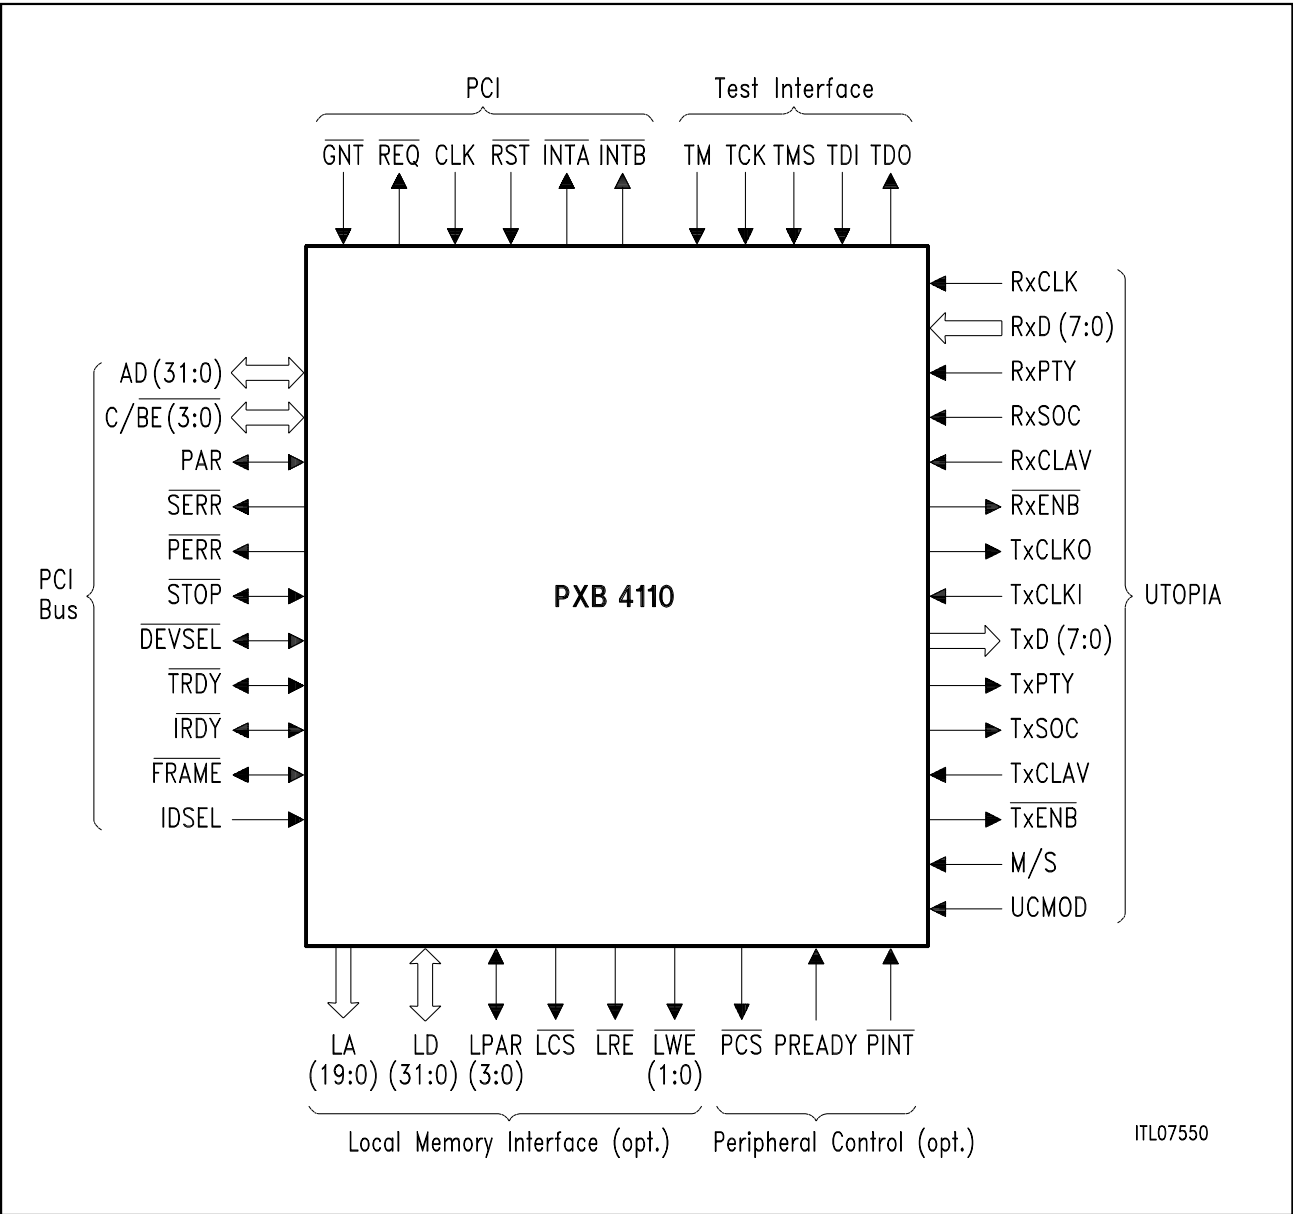 PCI
Test Interface
GNT REQ CLK RST INTA INTB TM TCK TMS TDI TDO
AD(31:0)
C/BE(3:0)
PAR
SERR
PERR
STOP
DEVSEL
TRDY
IRDY
FRAME
IDSEL
PCI
Bus
PXB 4110
RxCLK
RxD (7:0)
RxPTY
RxSOC
RxCLAV
RxENB
TxCLKO
TxCLKI
TxD (7:0)
TxPTY
TxSOC
TxCLAV
TxENB
M/S
UCMOD
UTOPIA
LA LD LPAR LCS LRE LWE PCS PREADY PINT
(19:0) (31:0) (3:0) (1:0)
Local Memory Interface (opt.)
Peripheral Control (opt.)
ITL07550